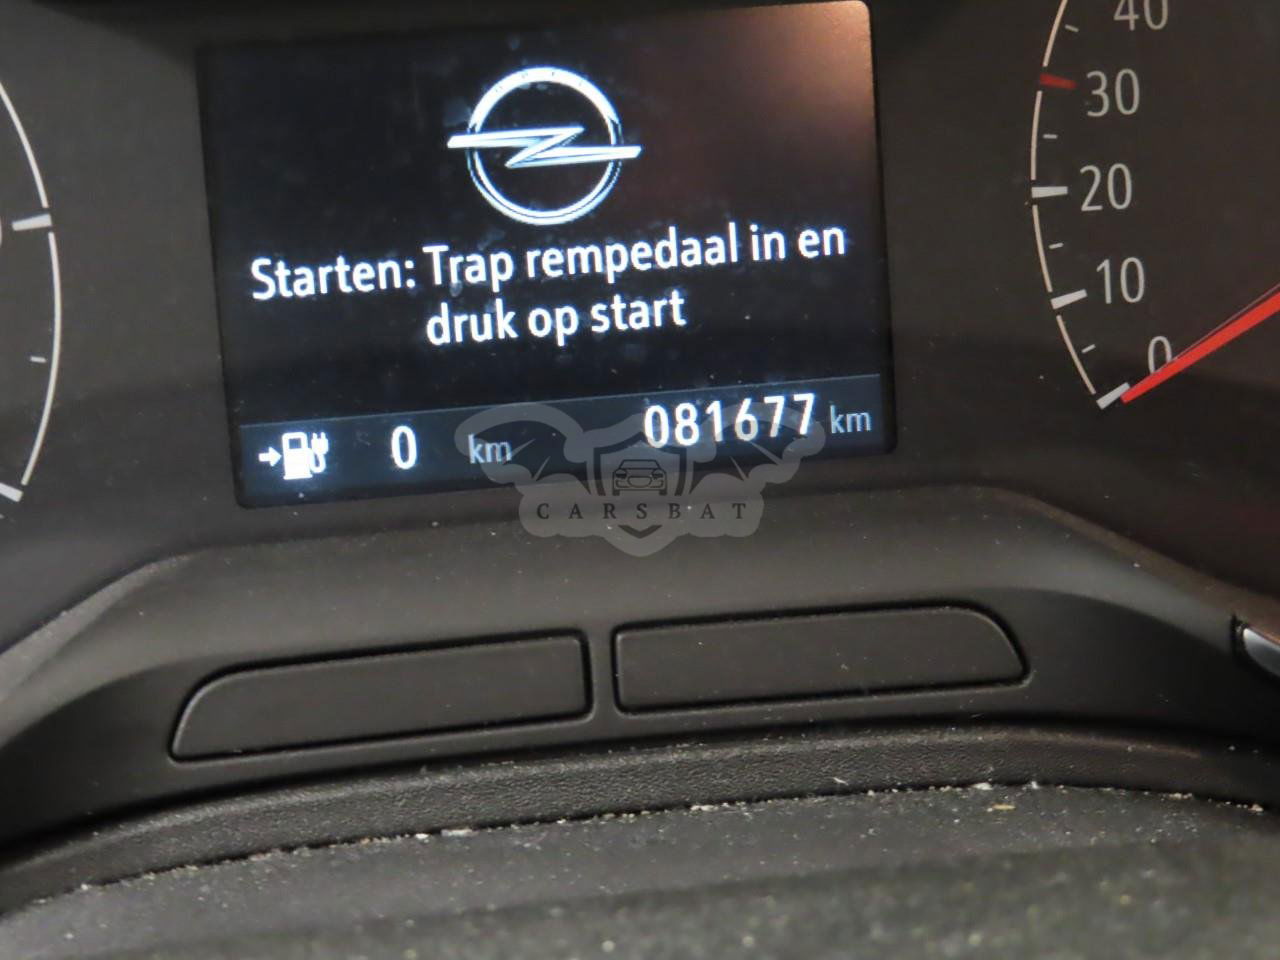 Starten: Trap rempedaal in en
druk op start
0 km
081677 km
CARSBAT
40
30
20
10
0